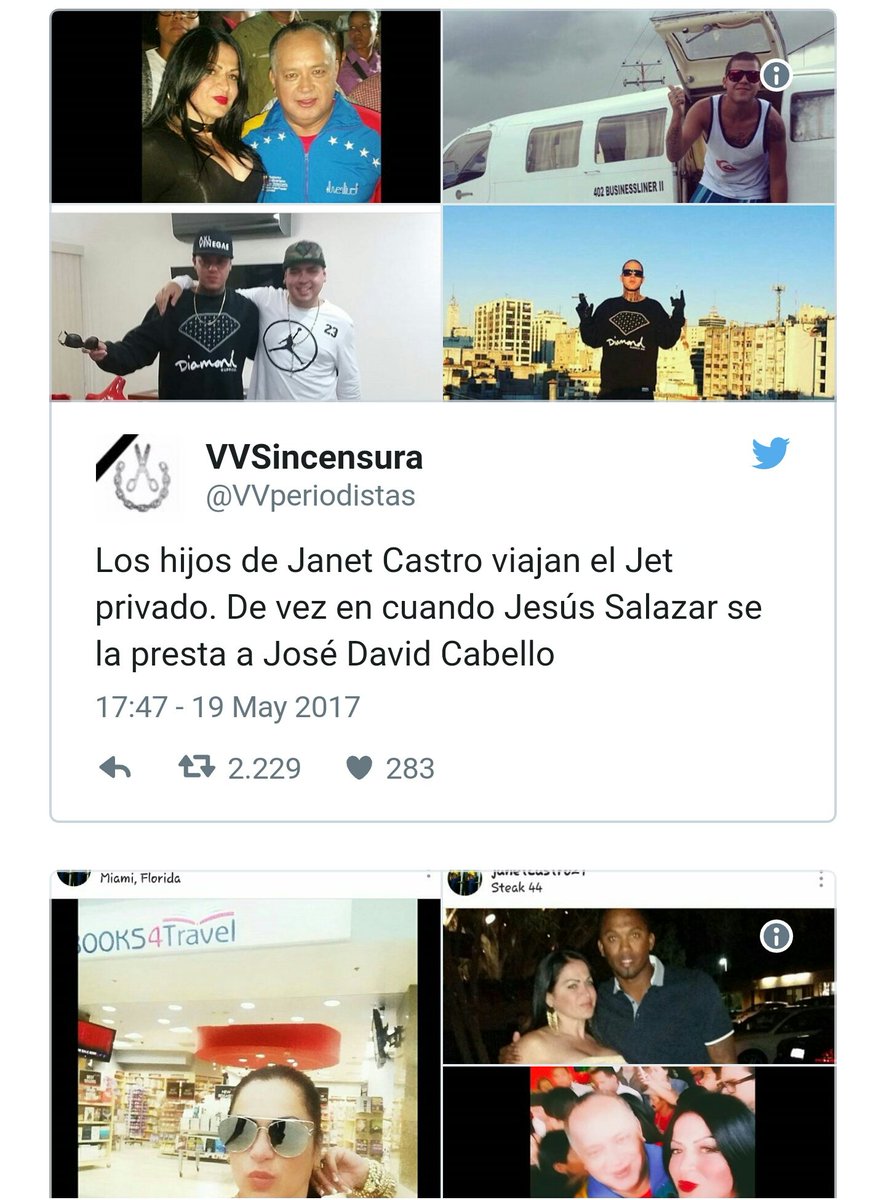 402 BUSINESSLINER II
23
Diamond
Diamond
VVSincensura
@VVperiodistas
Los hijos de Janet Castro viajan el Jet
privado. De vez en cuando Jesús Salazar se
la presta a José David Cabello
17:47 - 19 May 2017
2.229
283
Miami, Florida
Steak 44
BOOKS4Travel